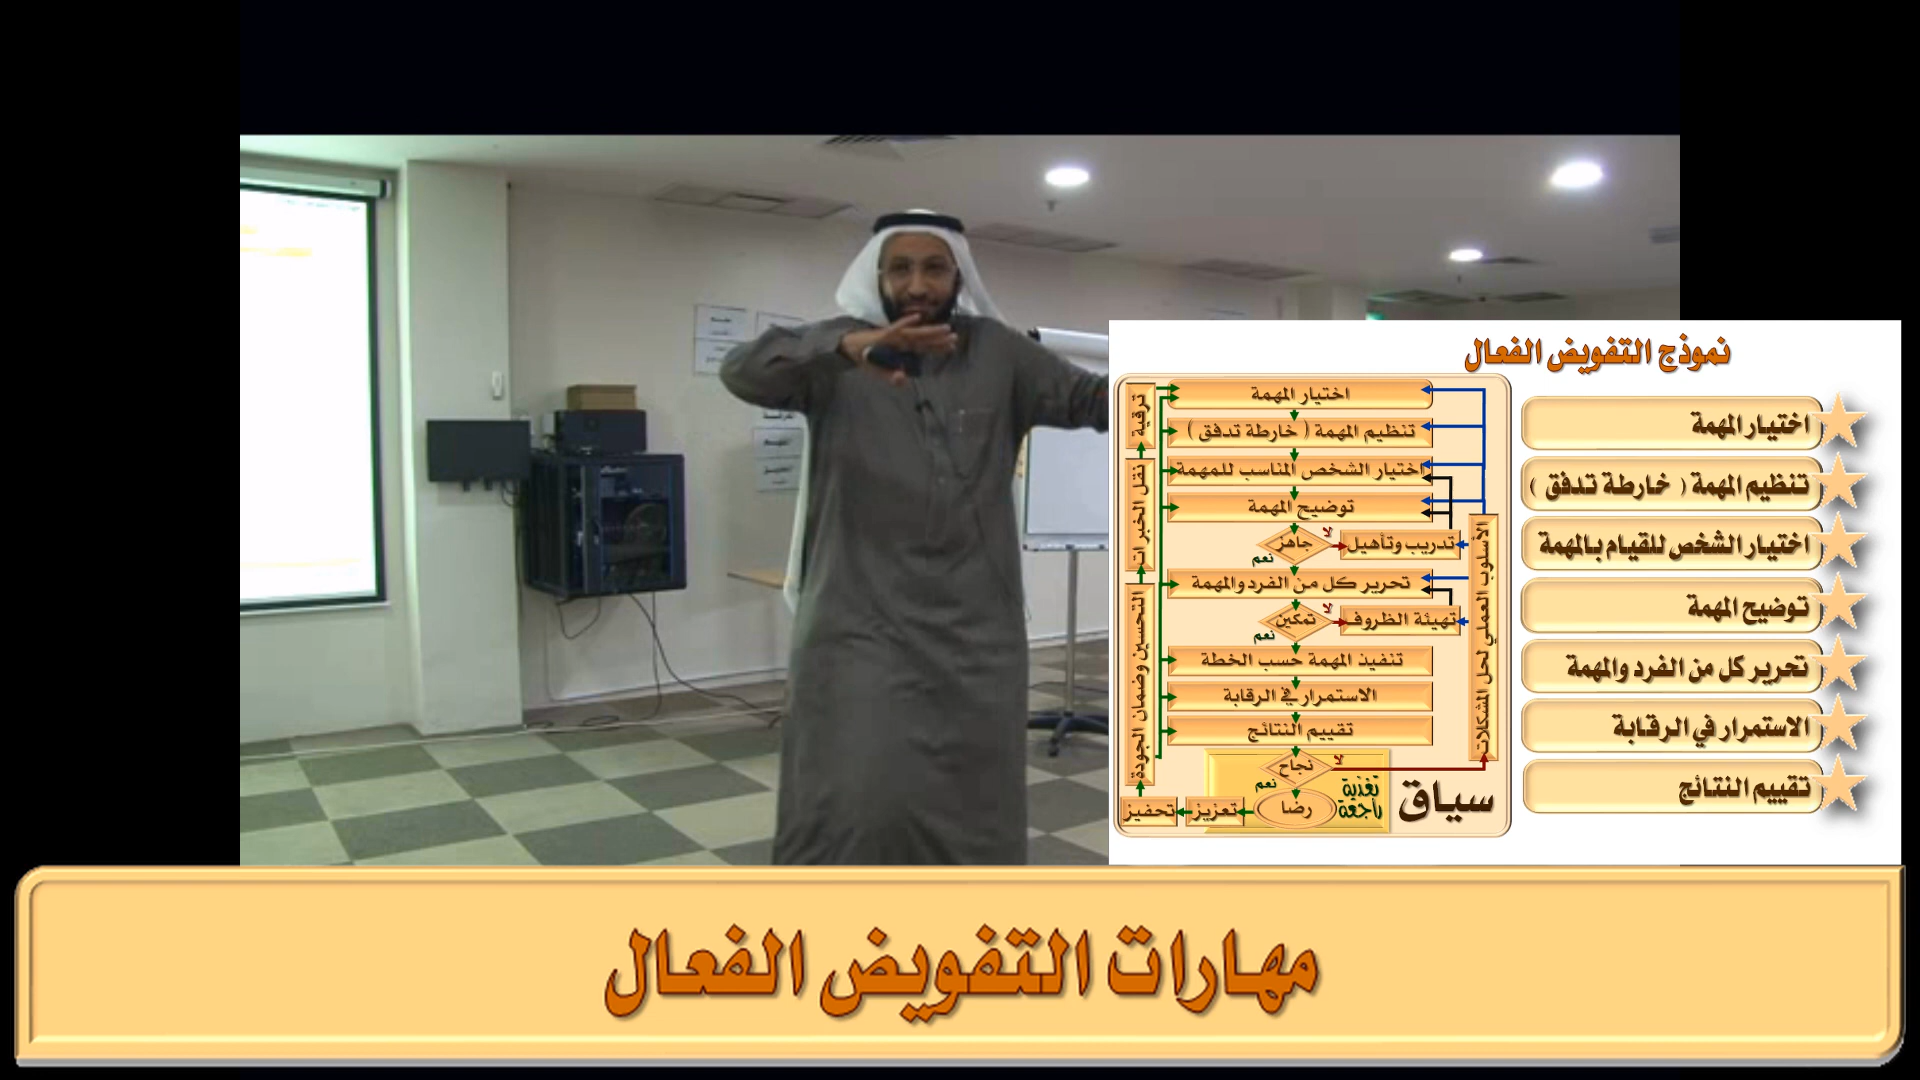 نموذج التفويض الفعال
اختيار المهمة
تنظيم المهمة ( خارطة تدفق )
اختيار الشخص للقيام بالمهمة
توضيح المهمة
تحرير كل من الفرد والمهمة
الاستمرار في الرقابة
تقييم النتائج
اختيار المهمة
تنظيم المهمة ( خارطة تدفق )
اختيار الشخص المناسب للمهمة
توضيح المهمة
جاهز
لا
نعم
تدريب وتأهيل
تحرير كل من الفرد والمهمة
تمكين
لا
نعم
تهيئة الظروف
تنفيذ المهمة حسب الخطة
الاستمرار في الرقابة
تقييم النتائج
نجاح
لا
نعم
رضا
تغذية
راجعة
تعزيز
تحفيز
سياق
الأسلوب العملي لحل المشكلات
ترقية
نقل الخبرات
التحسين وضمان الجودة
مهارات التفويض الفعال